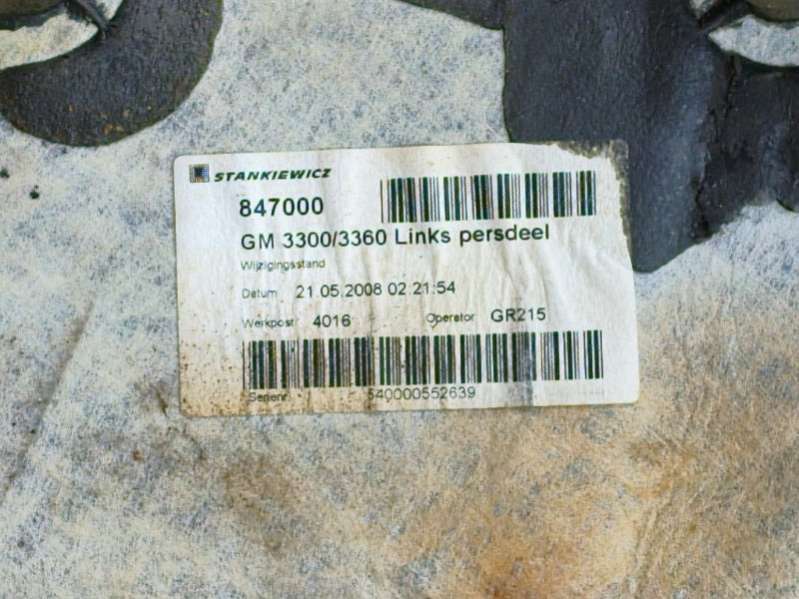 STANKIEWICZ
847000
GM 3300/3360 Links persdeel
Wijzigingsstand
Datum 21.05.2008 02:21:54
Werkpost 4016 Operator GR215
Serienr. 540000552639